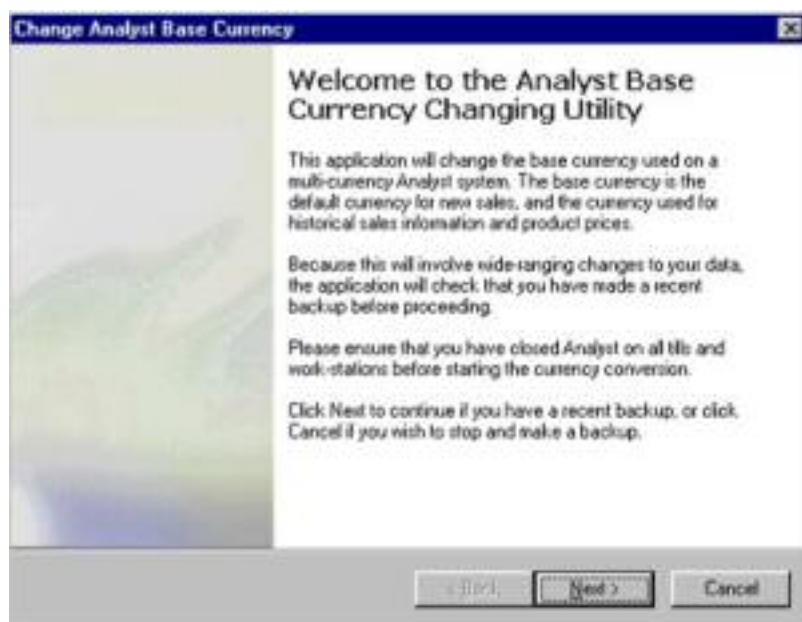 Change Analyst Base Currency
Welcome to the Analyst Base
Currency Changing Utility
This application will change the base currency used on a
multi-currency Analyst system. The base currency is the
default currency for new sales, and the currency used for
historical sales information and product prices.
Because this will involve wide-ranging changes to your data,
the application will check that you have made a recent
backup before proceeding.
Please ensure that you have closed Analyst on all tills and
work-stations before starting the currency conversion.
Click Next to continue if you have a recent backup, or click
Cancel if you wish to stop and make a backup.
< Back
Next >
Cancel